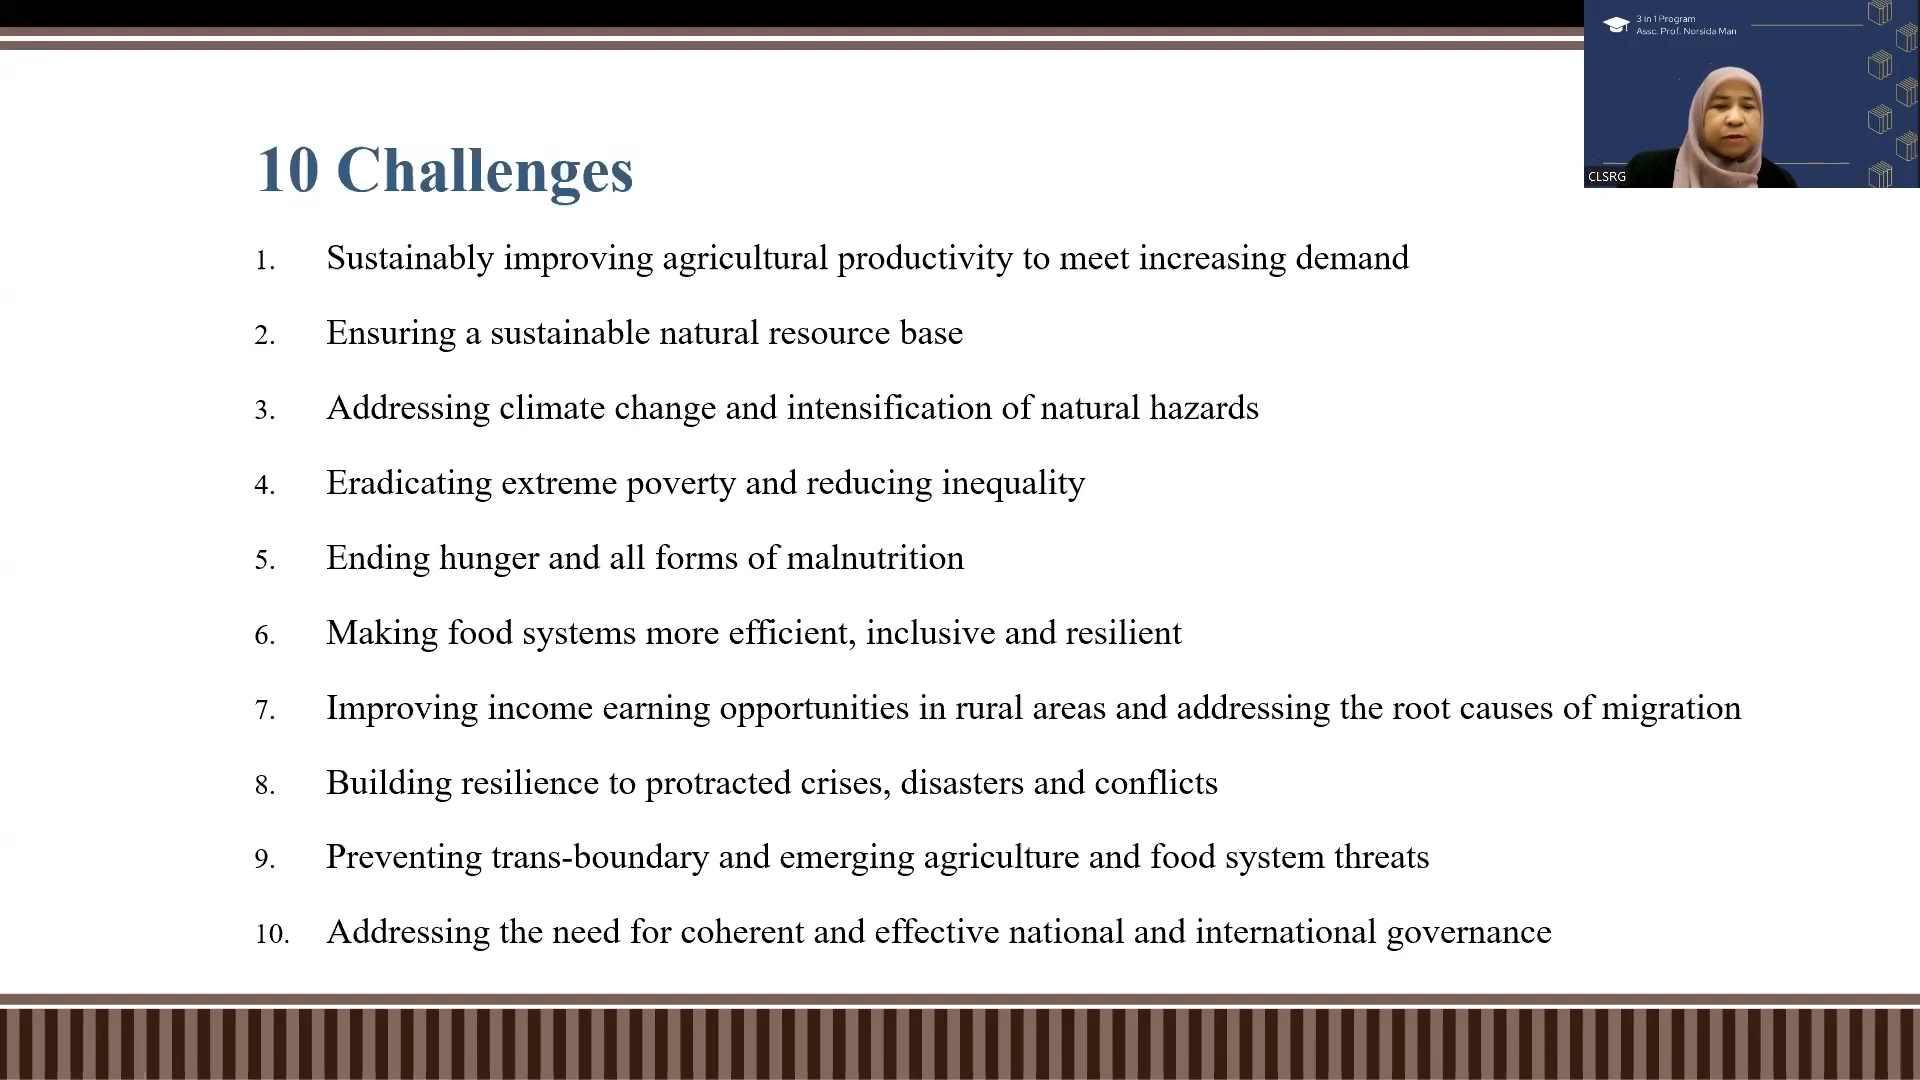 3 in 1 Program
Assc. Prof. Norsida Man
CLSRG
10 Challenges
1. Sustainably improving agricultural productivity to meet increasing demand
2. Ensuring a sustainable natural resource base
3. Addressing climate change and intensification of natural hazards
4. Eradicating extreme poverty and reducing inequality
5. Ending hunger and all forms of malnutrition
6. Making food systems more efficient, inclusive and resilient
7. Improving income earning opportunities in rural areas and addressing the root causes of migration
8. Building resilience to protracted crises, disasters and conflicts
9. Preventing trans-boundary and emerging agriculture and food system threats
10. Addressing the need for coherent and effective national and international governance